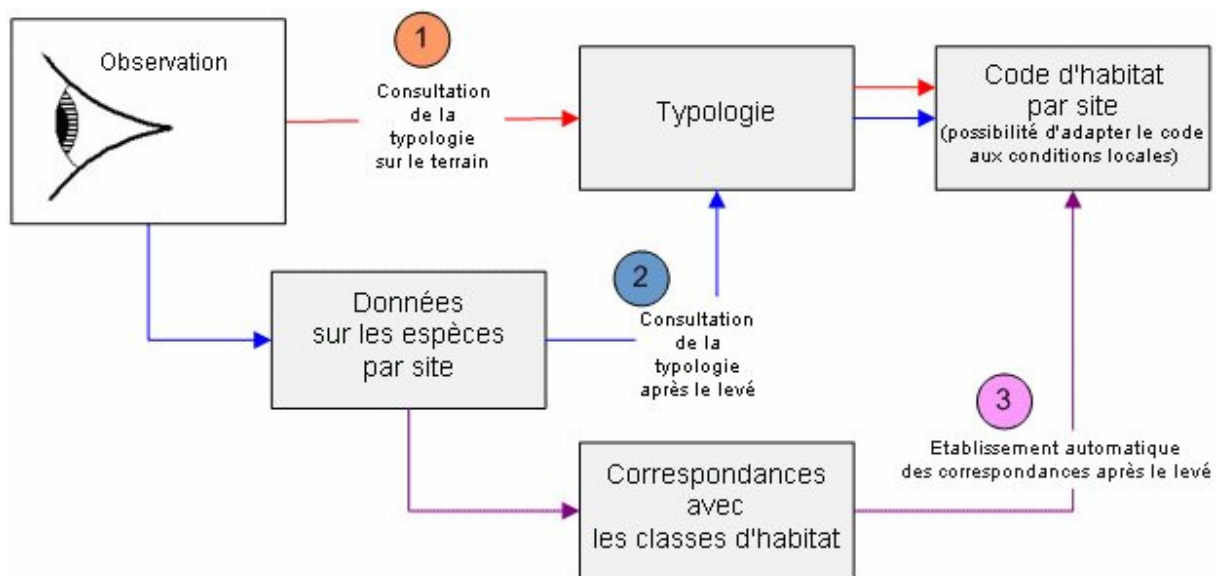 Observation
1
Consultation
de la
typologie
sur le terrain
Typologie
Code d'habitat
par site
(possibilité d'adapter le code
aux conditions locales)
Données
sur les espèces
par site
2
Consultation
de la
typologie
après le levé
3
Etablissement automatique
des correspondances après le levé
Correspondances
avec
les classes d'habitat